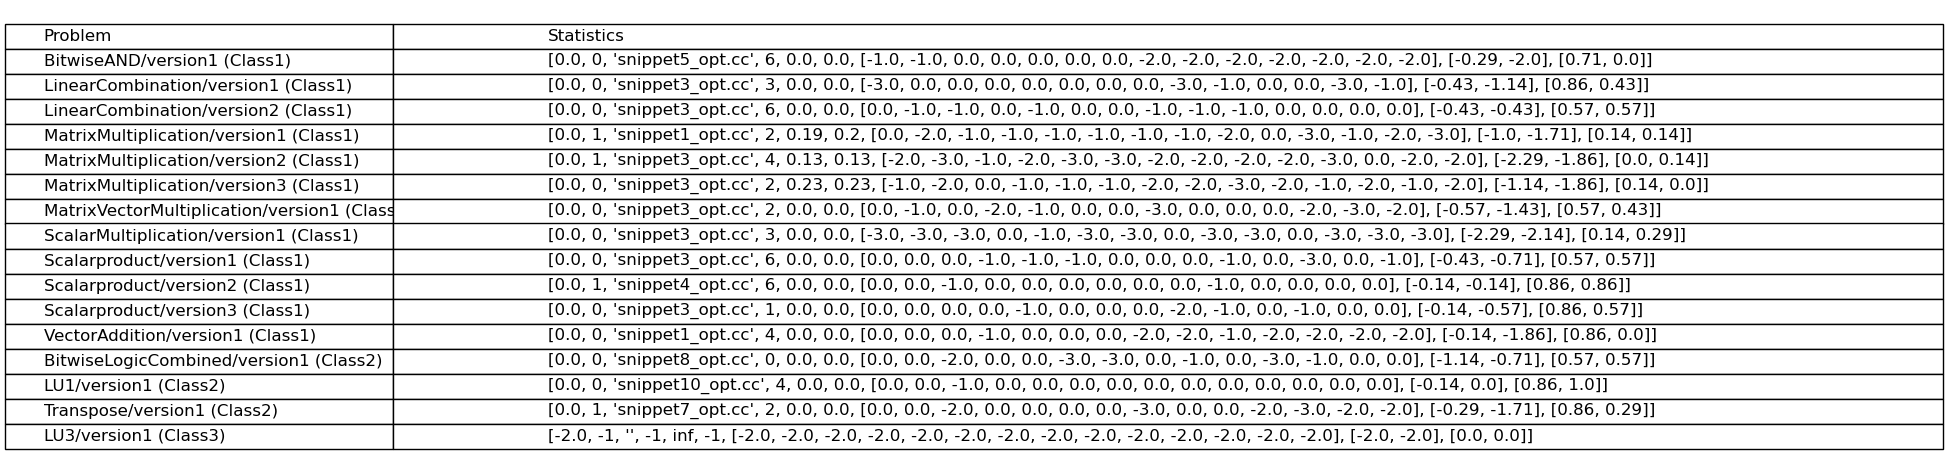 Problem Statistics
BitwiseAND/version1 (Class1) [0.0, 0, 'snippet5_opt.cc', 6, 0.0, 0.0, [-1.0, -1.0, 0.0, 0.0, 0.0, 0.0, 0.0, -2.0, -2.0, -2.0, -2.0, -2.0, -2.0, -2.0], [-0.29, -2.0], [0.71, 0.0]]
LinearCombination/version1 (Class1) [0.0, 0, 'snippet3_opt.cc', 3, 0.0, 0.0, [-3.0, 0.0, 0.0, 0.0, 0.0, 0.0, 0.0, 0.0, -3.0, -1.0, 0.0, 0.0, -3.0, -1.0], [-0.43, -1.14], [0.86, 0.43]]
LinearCombination/version2 (Class1) [0.0, 0, 'snippet3_opt.cc', 6, 0.0, 0.0, [0.0, -1.0, -1.0, 0.0, -1.0, 0.0, 0.0, -1.0, -1.0, -1.0, 0.0, 0.0, 0.0, 0.0], [-0.43, -0.43], [0.57, 0.57]]
MatrixMultiplication/version1 (Class1) [0.0, 1, 'snippet1_opt.cc', 2, 0.19, 0.2, [0.0, -2.0, -1.0, -1.0, -1.0, -1.0, -1.0, -1.0, -2.0, 0.0, -3.0, -1.0, -2.0, -3.0], [-1.0, -1.71], [0.14, 0.14]]
MatrixMultiplication/version2 (Class1) [0.0, 1, 'snippet3_opt.cc', 4, 0.13, 0.13, [-2.0, -3.0, -1.0, -2.0, -3.0, -3.0, -2.0, -2.0, -2.0, -2.0, -3.0, 0.0, -2.0, -2.0], [-2.29, -1.86], [0.0, 0.14]]
MatrixMultiplication/version3 (Class1) [0.0, 0, 'snippet3_opt.cc', 2, 0.23, 0.23, [-1.0, -2.0, 0.0, -1.0, -1.0, -1.0, -2.0, -2.0, -3.0, -2.0, -1.0, -2.0, -1.0, -2.0], [-1.14, -1.86], [0.14, 0.0]]
MatrixVectorMultiplication/version1 (Class [0.0, 0, 'snippet3_opt.cc', 2, 0.0, 0.0, [0.0, -1.0, 0.0, -2.0, -1.0, 0.0, 0.0, -3.0, 0.0, 0.0, 0.0, -2.0, -3.0, -2.0], [-0.57, -1.43], [0.57, 0.43]]
ScalarMultiplication/version1 (Class1) [0.0, 0, 'snippet3_opt.cc', 3, 0.0, 0.0, [-3.0, -3.0, -3.0, 0.0, -1.0, -3.0, -3.0, 0.0, -3.0, -3.0, 0.0, -3.0, -3.0, -3.0], [-2.29, -2.14], [0.14, 0.29]]
Scalarproduct/version1 (Class1) [0.0, 0, 'snippet3_opt.cc', 6, 0.0, 0.0, [0.0, 0.0, 0.0, -1.0, -1.0, -1.0, 0.0, 0.0, 0.0, -1.0, 0.0, -3.0, 0.0, -1.0], [-0.43, -0.71], [0.57, 0.57]]
Scalarproduct/version2 (Class1) [0.0, 1, 'snippet4_opt.cc', 6, 0.0, 0.0, [0.0, 0.0, -1.0, 0.0, 0.0, 0.0, 0.0, 0.0, 0.0, -1.0, 0.0, 0.0, 0.0, 0.0], [-0.14, -0.14], [0.86, 0.86]]
Scalarproduct/version3 (Class1) [0.0, 0, 'snippet3_opt.cc', 1, 0.0, 0.0, [0.0, 0.0, 0.0, 0.0, -1.0, 0.0, 0.0, 0.0, -2.0, -1.0, 0.0, -1.0, 0.0, 0.0], [-0.14, -0.57], [0.86, 0.57]]
VectorAddition/version1 (Class1) [0.0, 0, 'snippet1_opt.cc', 4, 0.0, 0.0, [0.0, 0.0, 0.0, -1.0, 0.0, 0.0, 0.0, -2.0, -2.0, -1.0, -2.0, -2.0, -2.0, -2.0], [-0.14, -1.86], [0.86, 0.0]]
BitwiseLogicCombined/version1 (Class2) [0.0, 0, 'snippet8_opt.cc', 0, 0.0, 0.0, [0.0, 0.0, -2.0, 0.0, 0.0, -3.0, -3.0, 0.0, -1.0, 0.0, -3.0, -1.0, 0.0, 0.0], [-1.14, -0.71], [0.57, 0.57]]
LU1/version1 (Class2) [0.0, 0, 'snippet10_opt.cc', 4, 0.0, 0.0, [0.0, 0.0, -1.0, 0.0, 0.0, 0.0, 0.0, 0.0, 0.0, 0.0, 0.0, 0.0, 0.0, 0.0], [-0.14, 0.0], [0.86, 1.0]]
Transpose/version1 (Class2) [0.0, 1, 'snippet7_opt.cc', 2, 0.0, 0.0, [0.0, 0.0, -2.0, 0.0, 0.0, 0.0, 0.0, -3.0, 0.0, 0.0, -2.0, -3.0, -2.0, -2.0], [-0.29, -1.71], [0.86, 0.29]]
LU3/version1 (Class3) [-2.0, -1, '', -1, inf, -1, [-2.0, -2.0, -2.0, -2.0, -2.0, -2.0, -2.0, -2.0, -2.0, -2.0, -2.0, -2.0, -2.0, -2.0], [-2.0, -2.0], [0.0, 0.0]]